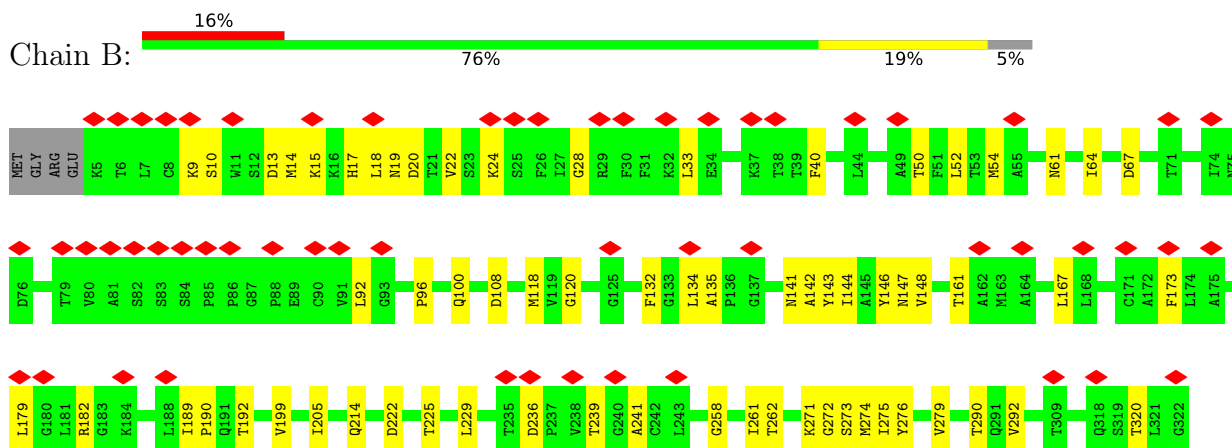 16%
Chain B:
76% 19% 5%
MET GLY ARG GLU K5 T6 L7 C8 K9 S10 W11 S12 D13 M14 K15 K16 H17 L18 N19 D20 T21 V22 S23 K24 S25 F26 I27 G28 R29 F30 F31 K32 L33 E34 K37 T38 T39 F40 L44 A49 T50 F51 L52 T53 M54 A55 N61 I64 D67 T71 I74 N75
D76 T79 V80 A81 S82 S83 S84 P85 P86 G87 P88 E89 C90 V91 L92 G93 P96 Q100 D108 M118 V119 G120 G125 F132 G133 L134 A135 P136 G137 N141 A142 Y143 I144 A145 Y146 N147 V148 T161 A162 M163 A164 L167 L168 C171 A172 F173 L174 A175
L179 G180 L181 R182 G183 K184 L188 I189 P190 Q191 T192 V199 I205 Q214 D222 T225 L229 T235 D236 P237 V238 T239 G240 A241 C242 L243 G258 I261 T262 K271 G272 S273 M274 I275 Y276 V279 T290 Q291 V292 T309 Q318 S319 T320 L321 G322